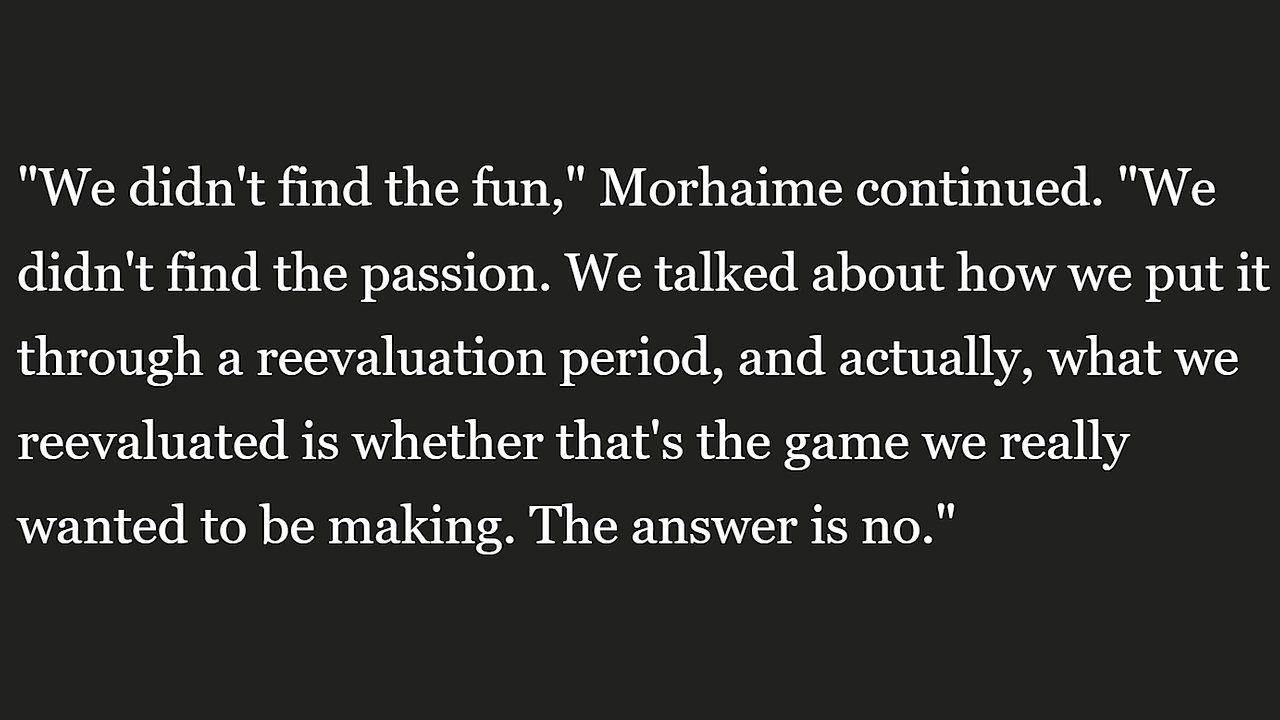 "We didn't find the fun," Morhaime continued. "We
didn't find the passion. We talked about how we put it
through a reevaluation period, and actually, what we
reevaluated is whether that's the game we really
wanted to be making. The answer is no."